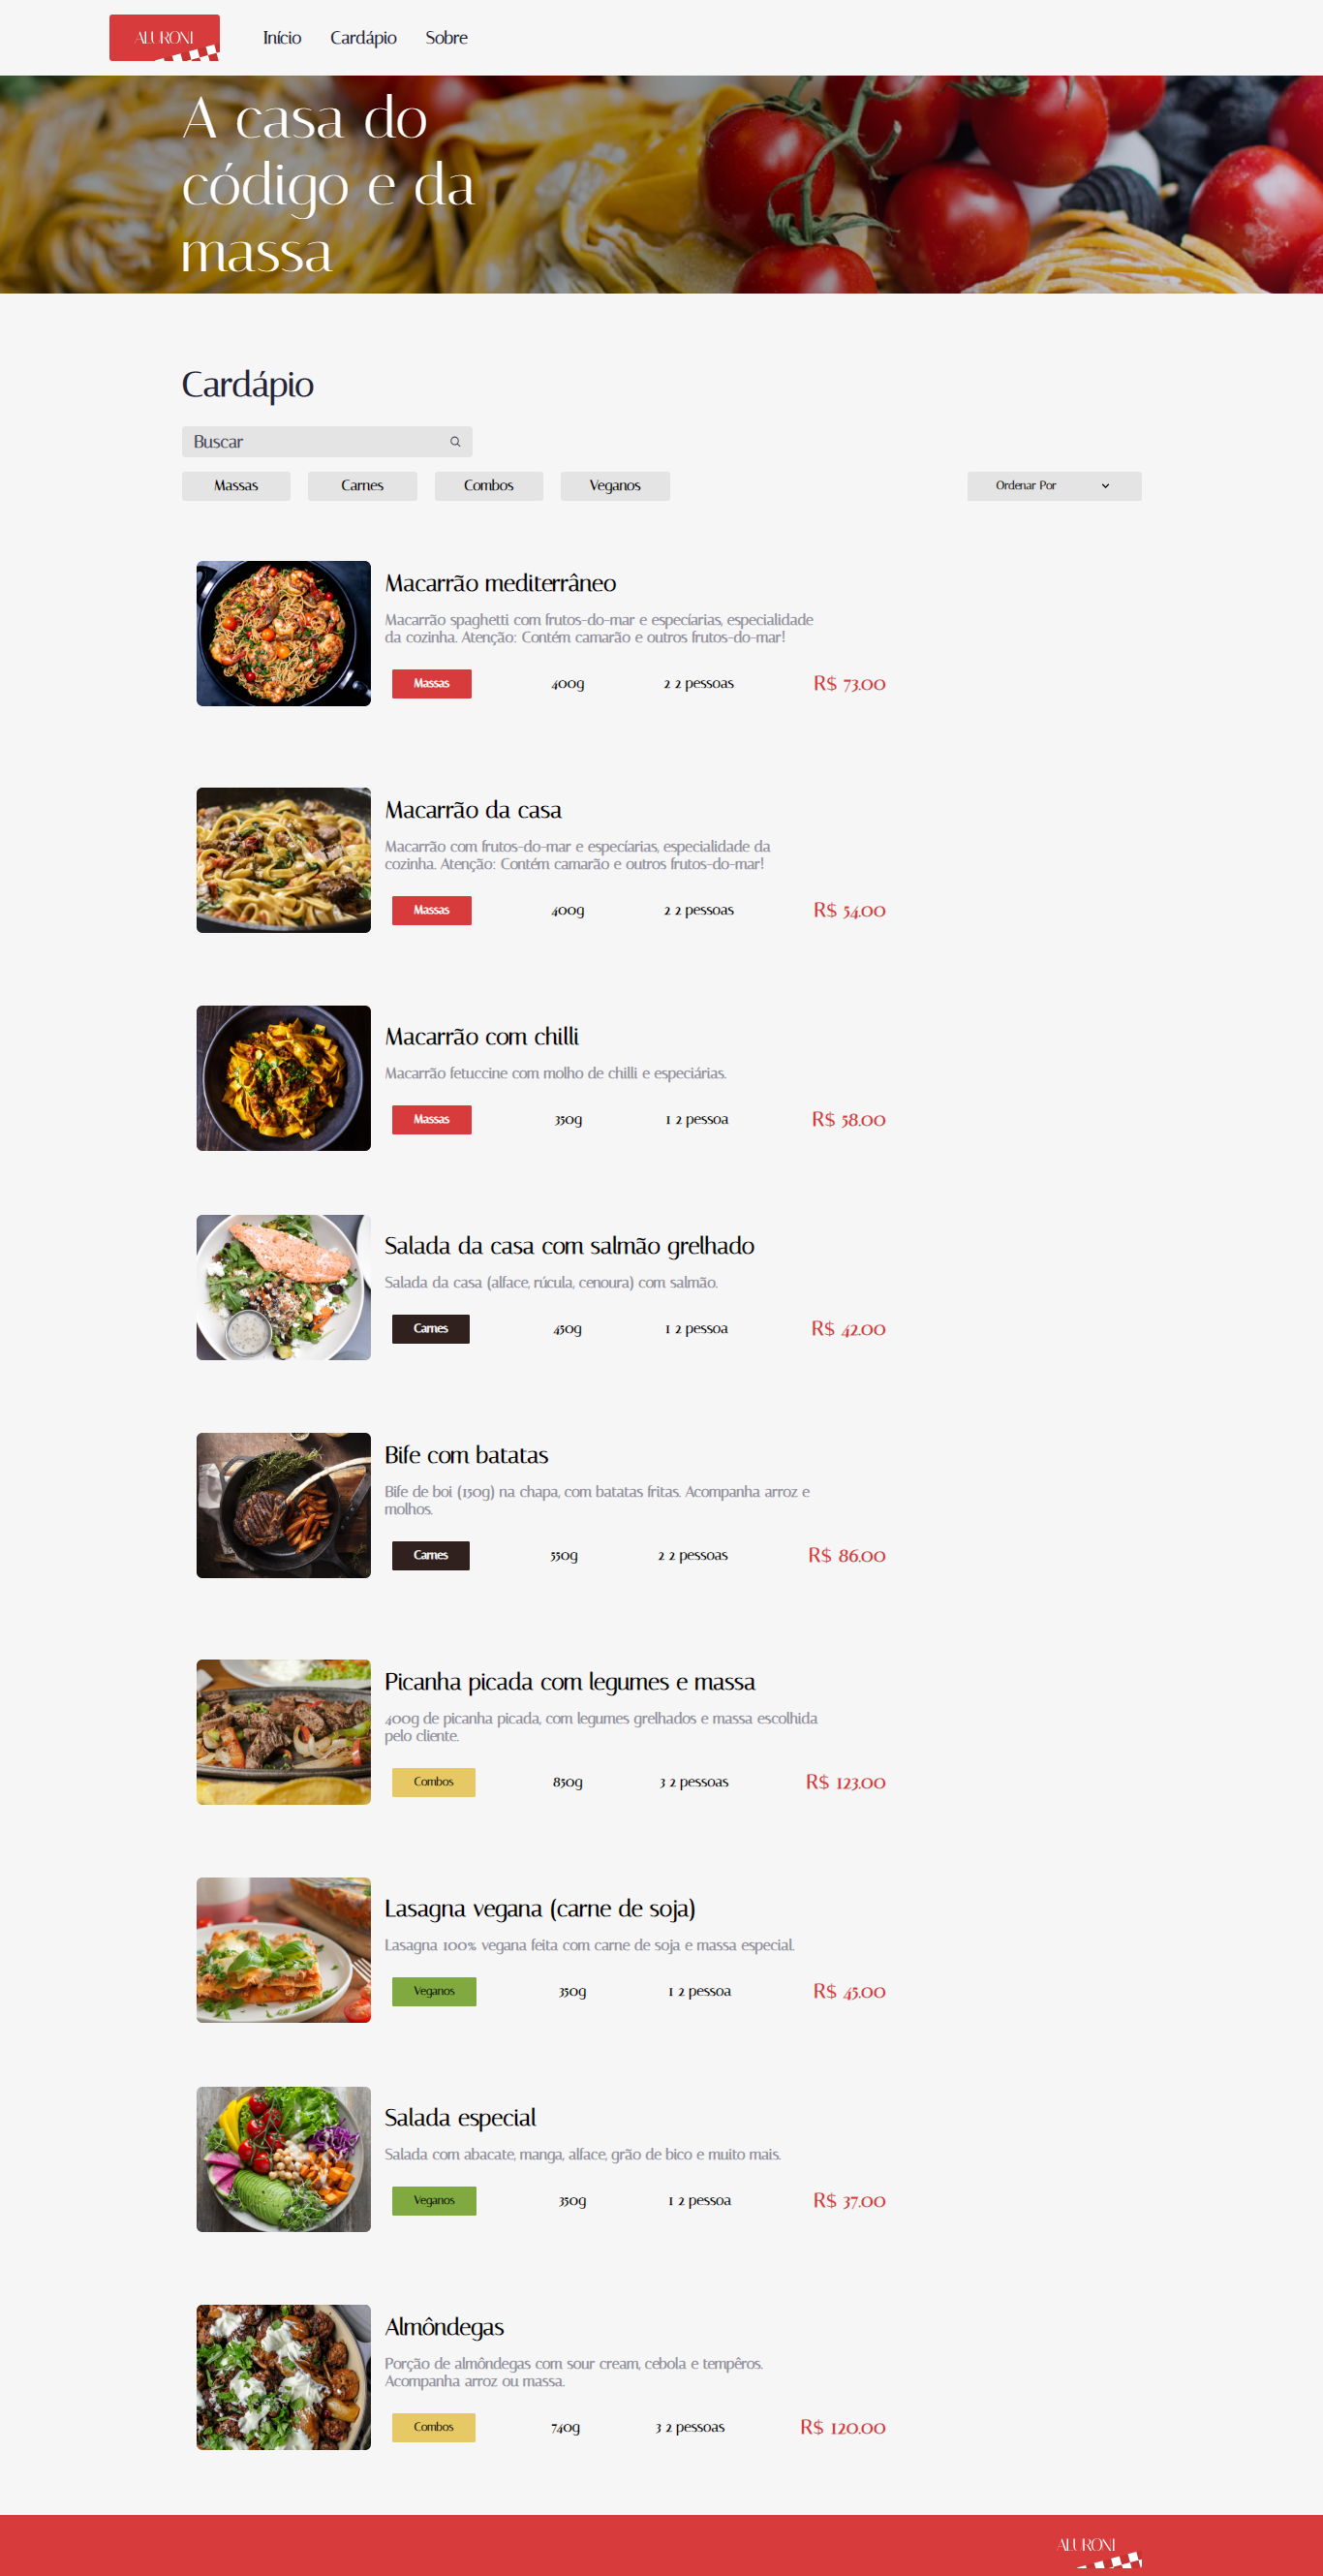 ALURONI
Início Cardápio Sobre
A casa do
código e da
massa
Cardápio
Buscar
Massas Carnes Combos Veganos Ordenar Por
Macarrão mediterrâneo
Macarrão spaghetti com frutos-do-mar e especíarias, especialidade
da cozinha. Atenção: Contém camarão e outros frutos-do-mar!
Massas 400g 2 2 pessoas R$ 73.00
Macarrão da casa
Macarrão com frutos-do-mar e especíarias, especialidade da
cozinha. Atenção: Contém camarão e outros frutos-do-mar!
Massas 400g 2 2 pessoas R$ 54.00
Macarrão com chilli
Macarrão fetuccine com molho de chilli e especiárias.
Massas 350g 1 2 pessoa R$ 58.00
Salada da casa com salmão grelhado
Salada da casa (alface, rúcula, cenoura) com salmão.
Carnes 450g 1 2 pessoa R$ 42.00
Bife com batatas
Bife de boi (150g) na chapa, com batatas fritas. Acompanha arroz e
molhos.
Carnes 550g 2 2 pessoas R$ 86.00
Picanha picada com legumes e massa
400g de picanha picada, com legumes grelhados e massa escolhida
pelo cliente.
Combos 850g 3 2 pessoas R$ 123.00
Lasagna vegana (carne de soja)
Lasagna 100% vegana feita com carne de soja e massa especial.
Veganos 350g 1 2 pessoa R$ 45.00
Salada especial
Salada com abacate, manga, alface, grão de bico e muito mais.
Veganos 350g 1 2 pessoa R$ 37.00
Almôndegas
Porção de almôndegas com sour cream, cebola e tempêros.
Acompanha arroz ou massa.
Combos 740g 3 2 pessoas R$ 120.00
ALURONI